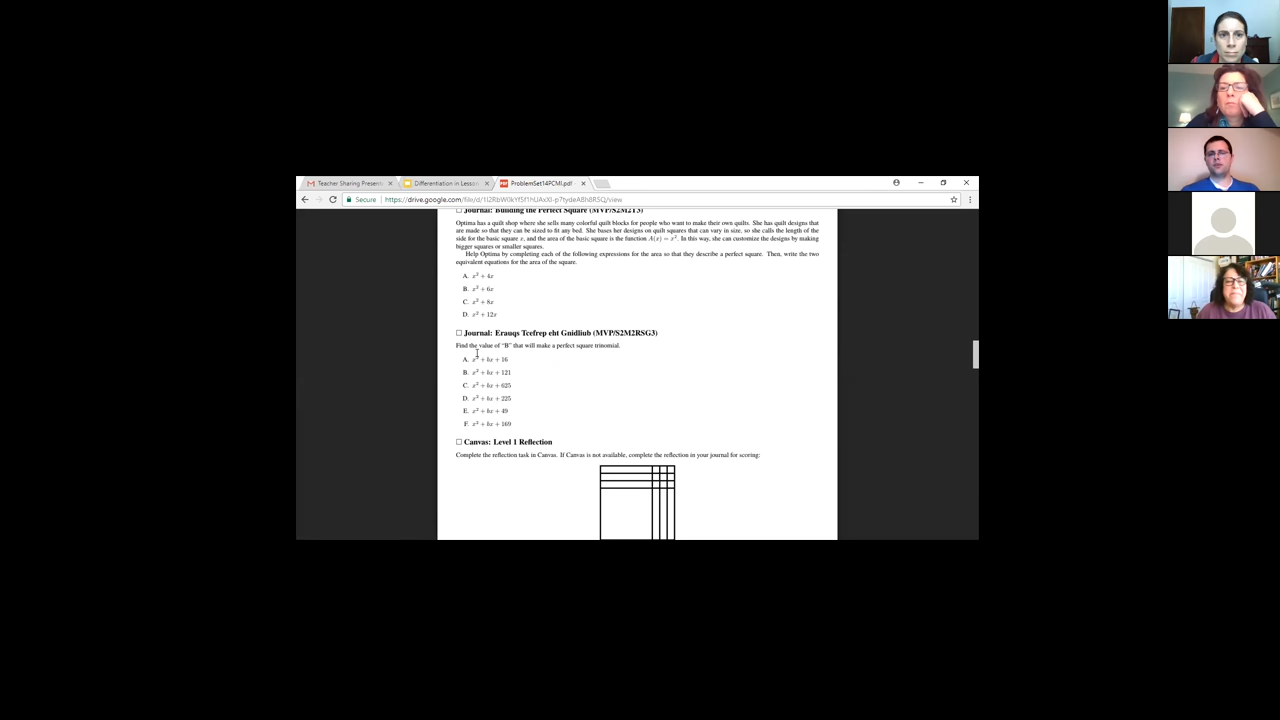 Teacher Sharing Present
Differentiation in Lesson
ProblemSet14PCMI.pdf
Secure
https://drive.google.com/file/d/
/view
Journal: Building the Perfect Square (MVP/S2M2T3)
Optima has a quilt shop where she sells many colorful quilt blocks for people who want to make their own quilts. She has quilt designs that
are made so that they can be sized to fit any bed. She bases her designs on quilt squares that can vary in size, so she calls the length of the
side for the basic square x, and the area of the basic square is the function A(x) = x². In this way, she can customize the designs by making
bigger squares or smaller squares.
Help Optima by completing each of the following expressions for the area so that they describe a perfect square. Then, write the two
equivalent equations for the area of the square.
A. x² + 4x
B. x² + 6x
C. x² + 8x
D. x² + 12x
Journal: Erauqs Tcefrep eht Gnidliub (MVP/S2M2RSG3)
Find the value of "B" that will make a perfect square trinomial.
A. x² + bx + 16
B. x² + bx + 121
C. x² + bx + 625
D. x² + bx + 225
E. x² + bx + 49
F. x² + bx + 169
Canvas: Level 1 Reflection
Complete the reflection task in Canvas. If Canvas is not available, complete the reflection in your journal for scoring: